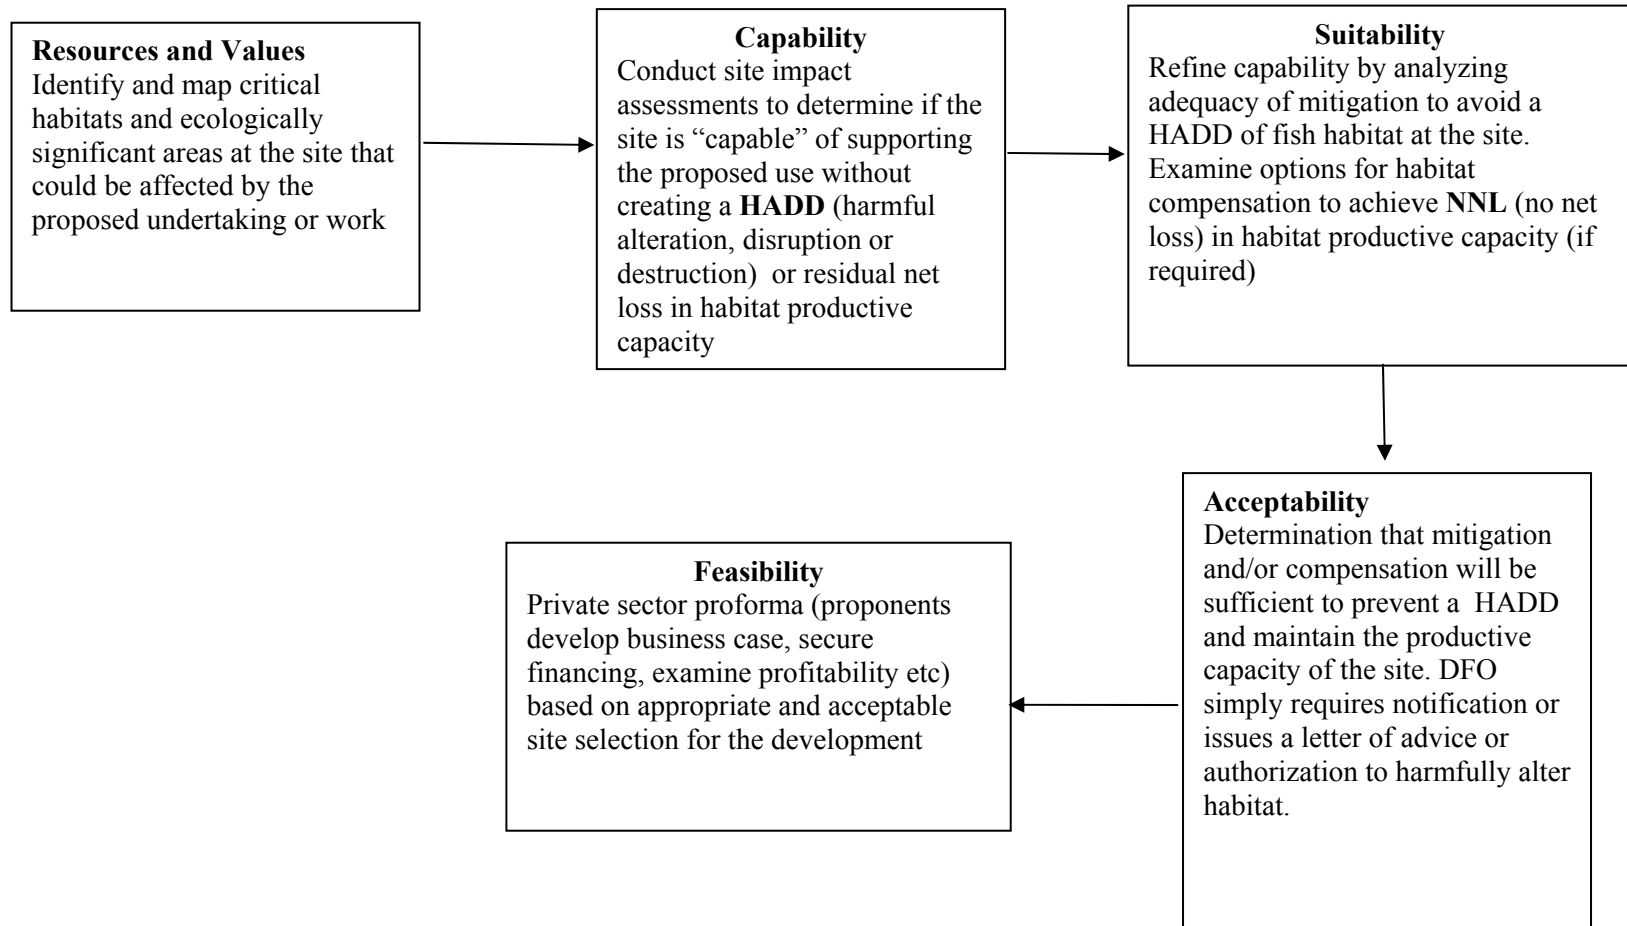 Resources and Values
Identify and map critical
habitats and ecologically
significant areas at the site that
could be affected by the
proposed undertaking or work
Capability
Conduct site impact
assessments to determine if the
site is “capable” of supporting
the proposed use without
creating a HADD (harmful
alteration, disruption or
destruction)  or residual net
loss in habitat productive
capacity
Suitability
Refine capability by analyzing
adequacy of mitigation to avoid a
HADD of fish habitat at the site.
Examine options for habitat
compensation to achieve NNL (no net
loss) in habitat productive capacity (if
required)
Acceptability
Determination that mitigation
and/or compensation will be
sufficient to prevent a  HADD
and maintain the productive
capacity of the site. DFO
simply requires notification or
issues a letter of advice or
authorization to harmfully alter
habitat.
Feasibility
Private sector proforma (proponents
develop business case, secure
financing, examine profitability etc)
based on appropriate and acceptable
site selection for the development